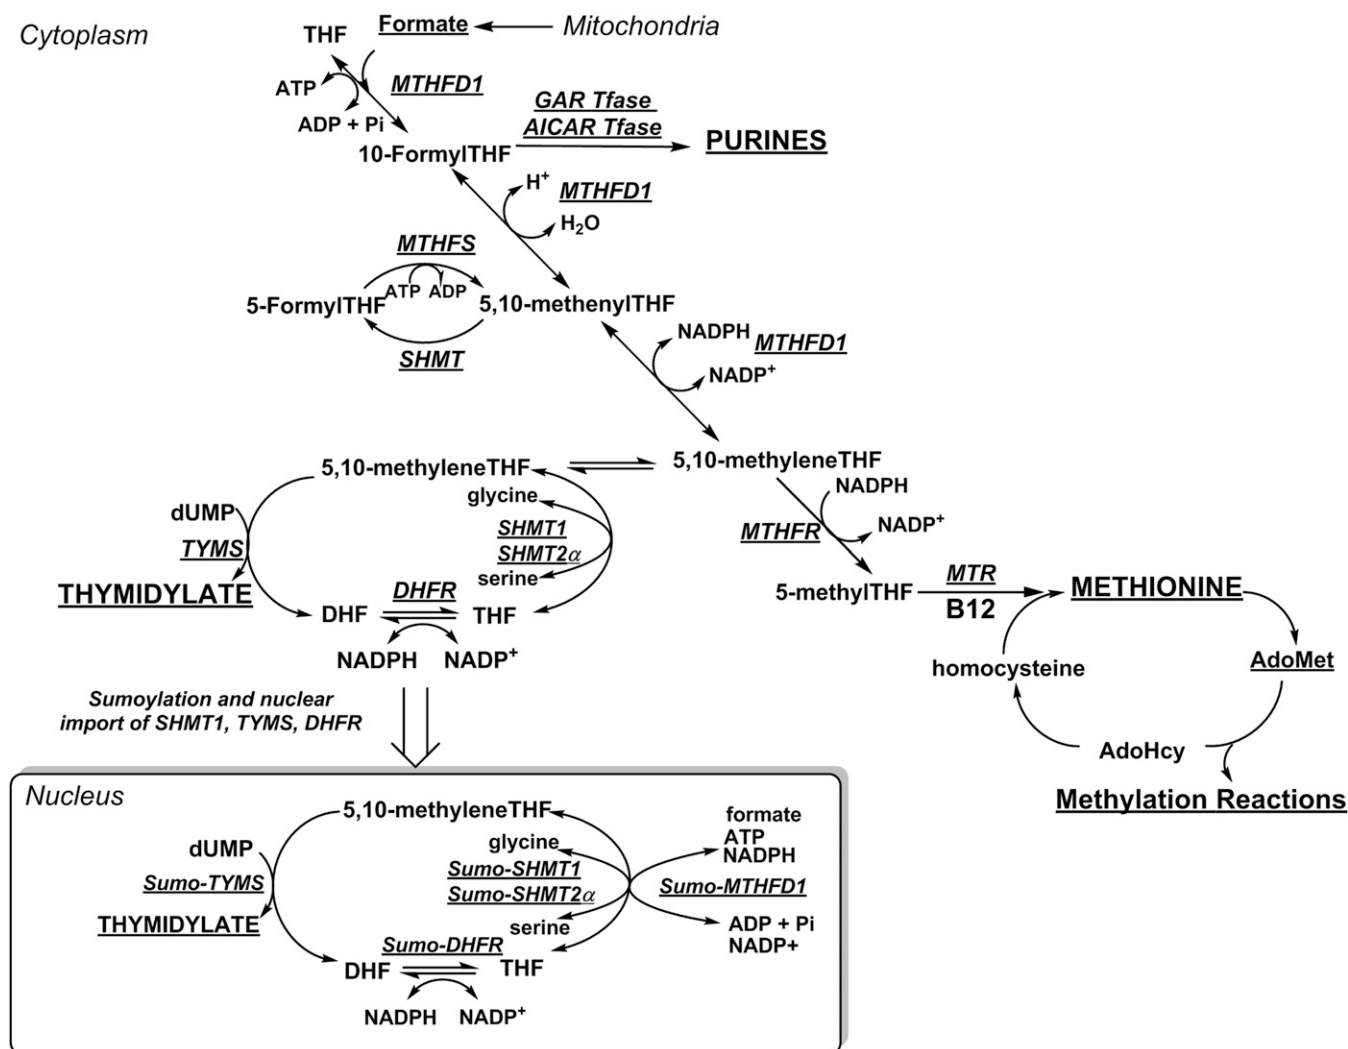 Cytoplasm
THF
Formate
Mitochondria
ATP
MTHFD1
ADP + Pi
GAR Tfase
AICAR Tfase
10-FormylTHF
PURINES
H+
MTHFD1
H2O
MTHFS
ATP ADP
5-FormylTHF
5,10-methenylTHF
SHMT
NADPH
MTHFD1
NADP+
5,10-methyleneTHF
5,10-methyleneTHF
glycine
NADPH
dUMP
TYMS
SHMT1
SHMT2α
serine
MTHFR
NADP+
THYMIDYLATE
DHFR
DHF
THF
NADPH
NADP+
5-methylTHF
MTR
B12
METHIONINE
homocysteine
AdoMet
AdoHcy
Methylation Reactions
Sumoylation and nuclear
import of SHMT1, TYMS, DHFR
Nucleus
5,10-methyleneTHF
formate
ATP
NADPH
dUMP
glycine
Sumo-TYMS
Sumo-SHMT1
Sumo-SHMT2α
Sumo-MTHFD1
THYMIDYLATE
serine
ADP + Pi
NADP+
Sumo-DHFR
DHF
THF
NADPH
NADP+